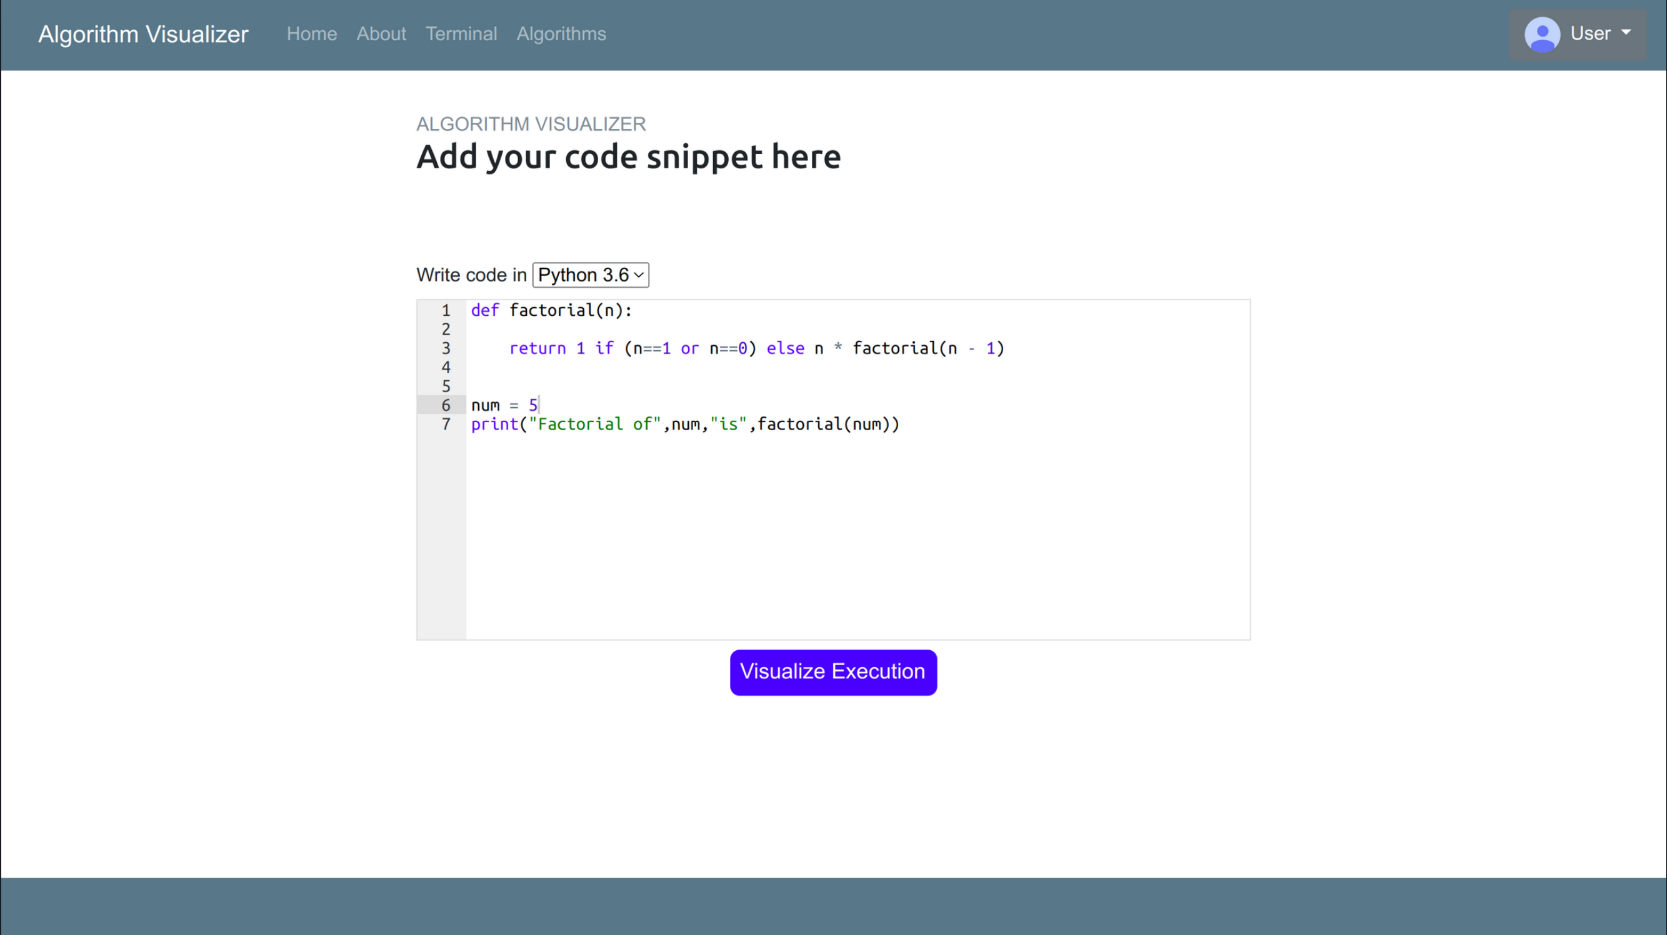 Algorithm Visualizer Home About Terminal Algorithms User
ALGORITHM VISUALIZER
Add your code snippet here
Write code in Python 3.6
1 def factorial(n):
2
3     return 1 if (n==1 or n==0) else n * factorial(n - 1)
4
5
6 num = 5
7 print("Factorial of",num,"is",factorial(num))
Visualize Execution